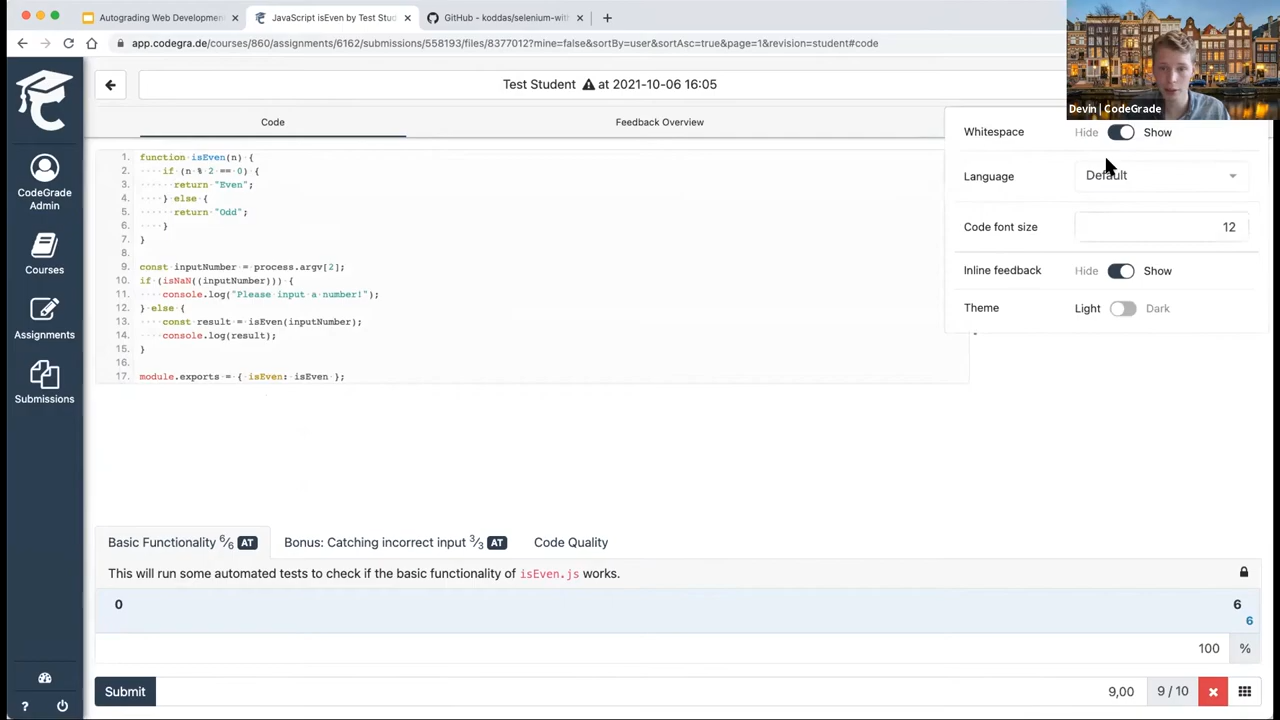 Autograding Web Developmen
JavaScript isEven by Test Stud
GitHub - koddas/selenium-with
app.codegra.de/courses/860/assignments/6162/submissions/558193/files/8377012?mine=false&sortBy=user&sortAsc=true&page=1&revision=student#code
Devin | CodeGrade
Test Student at 2021-10-06 16:05
Code
Feedback Overview
CodeGrade Admin
Courses
Assignments
Submissions
1. function isEven(n) {
2. if (n % 2 == 0) {
3. return "Even";
4. } else {
5. return "Odd";
6. }
7. }
8.
9. const inputNumber = process.argv[2];
10. if (isNaN((inputNumber))) {
11. console.log("Please input a number!");
12. } else {
13. const result = isEven(inputNumber);
14. console.log(result);
15. }
16.
17. module.exports = { isEven: isEven };
Whitespace Hide Show
Language Default
Code font size 12
Inline feedback Hide Show
Theme Light Dark
Basic Functionality 6/6 AT
Bonus: Catching incorrect input 3/3 AT
Code Quality
This will run some automated tests to check if the basic functionality of isEven.js works.
0
6
6
100 %
Submit
9,00
9 / 10
?